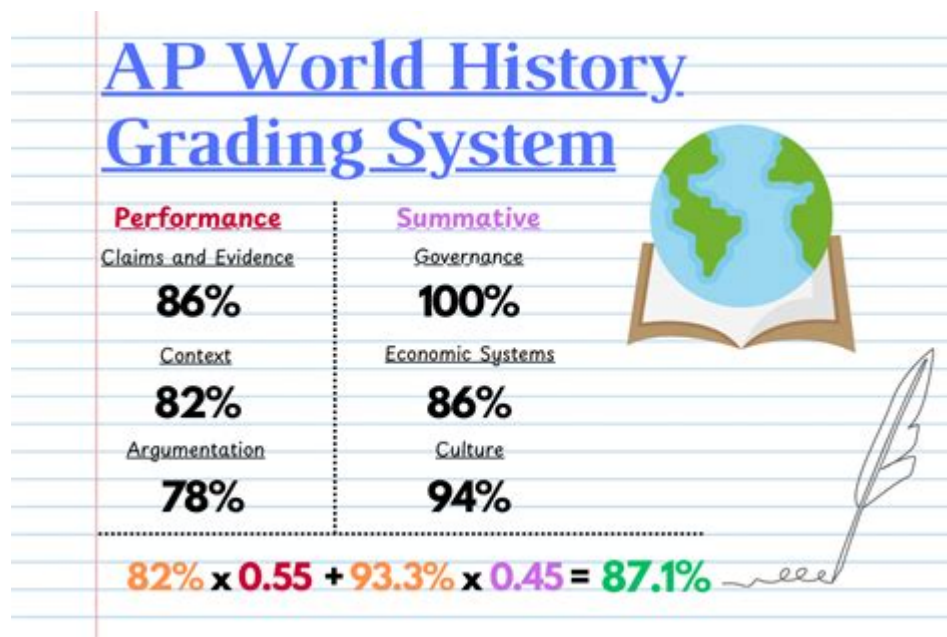 AP World History
Grading System
Performance
Claims and Evidence
86%
Context
82%
Argumentation
78%
Summative
Governance
100%
Economic Systems
86%
Culture
94%
82% x 0.55 + 93.3% x 0.45 = 87.1%